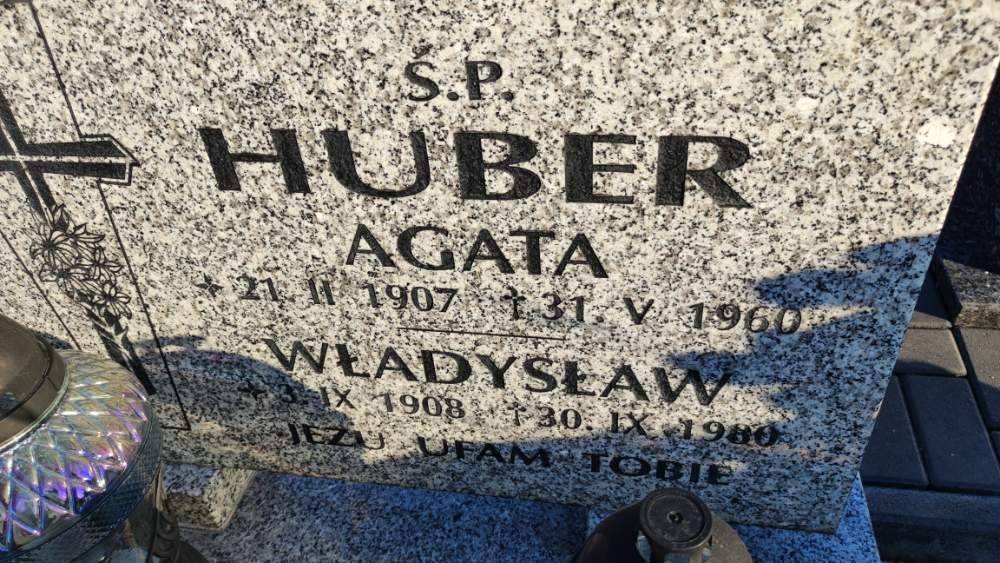 Ś.P.
HUBER
AGATA
* 21. II 1907 † 31. V 1960
WŁADYSŁAW
* 3. IX 1908 † 30. IX 1980
JEZU UFAM TOBIE